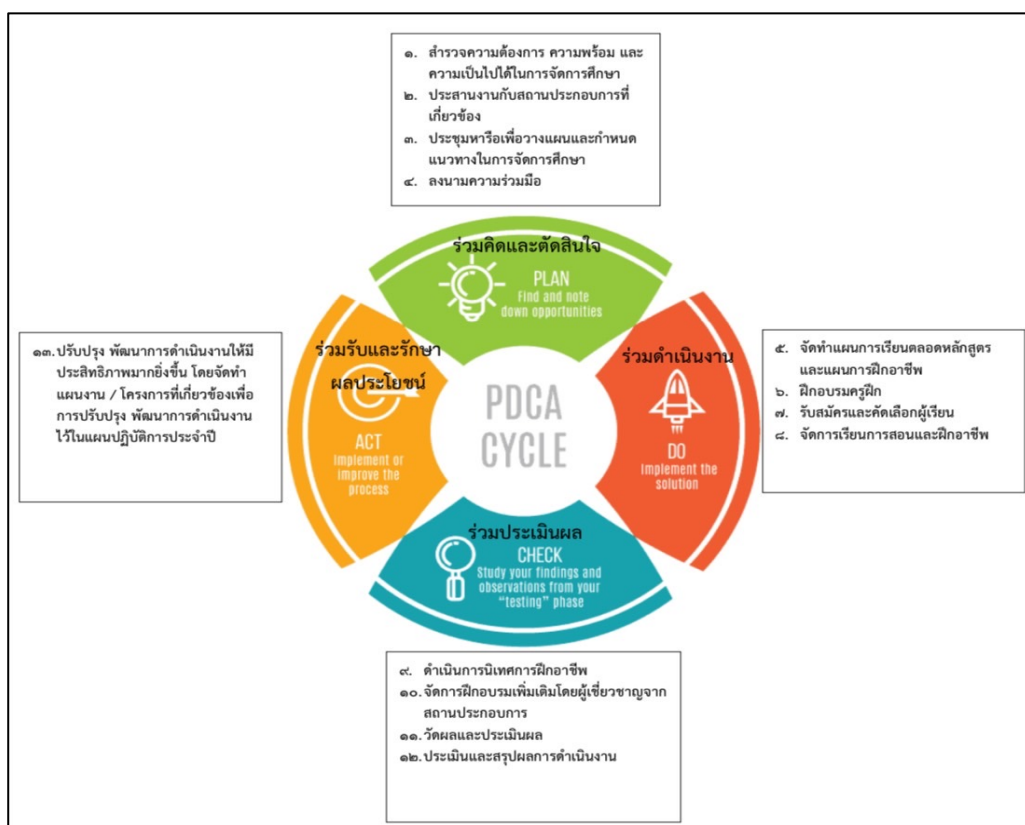 ๑. สำรวจความต้องการ ความพร้อม และ
ความเป็นไปได้ในการจัดการศึกษา
๒. ประสานงานกับสถานประกอบการที่
เกี่ยวข้อง
๓. ประชุมหารือเพื่อวางแผนและกำหนด
แนวทางในการจัดการศึกษา
๔. ลงนามความร่วมมือ
ร่วมคิดและตัดสินใจ
PLAN
Find and note
down opportunities
ร่วมดำเนินงาน
DO
Implement the
solution
๕. จัดทำแผนการเรียนตลอดหลักสูตร
และแผนการฝึกอาชีพ
๖. ฝึกอบรมครูฝึก
๗. รับสมัครและคัดเลือกผู้เรียน
๘. จัดการเรียนการสอนและฝึกอาชีพ
PDCA
CYCLE
ร่วมประเมินผล
CHECK
Study your findings and
observations from your
"testing" phase
๙. ดำเนินการนิเทศการฝึกอาชีพ
๑๐. จัดการฝึกอบรมเพิ่มเติมโดยผู้เชี่ยวชาญจาก
สถานประกอบการ
๑๑. วัดผลและประเมินผล
๑๒. ประเมินและสรุปผลการดำเนินงาน
ร่วมรับและรักษา
ผลประโยชน์
ACT
Implement or
improve the
process
๑๓. ปรับปรุง พัฒนาการดำเนินงานให้มี
ประสิทธิภาพมากยิ่งขึ้น โดยจัดทำ
แผนงาน / โครงการที่เกี่ยวข้องเพื่อ
การปรับปรุง พัฒนาการดำเนินงาน
ไว้ในแผนปฏิบัติการประจำปี